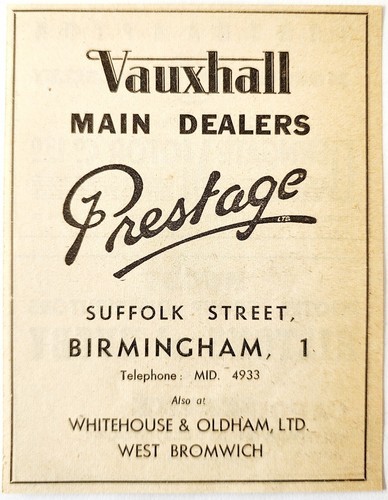 Vauxhall
MAIN DEALERS
Prestage LTD.
SUFFOLK STREET,
BIRMINGHAM, 1
Telephone: MID. 4933
Also at
WHITEHOUSE & OLDHAM, LTD.
WEST BROMWICH